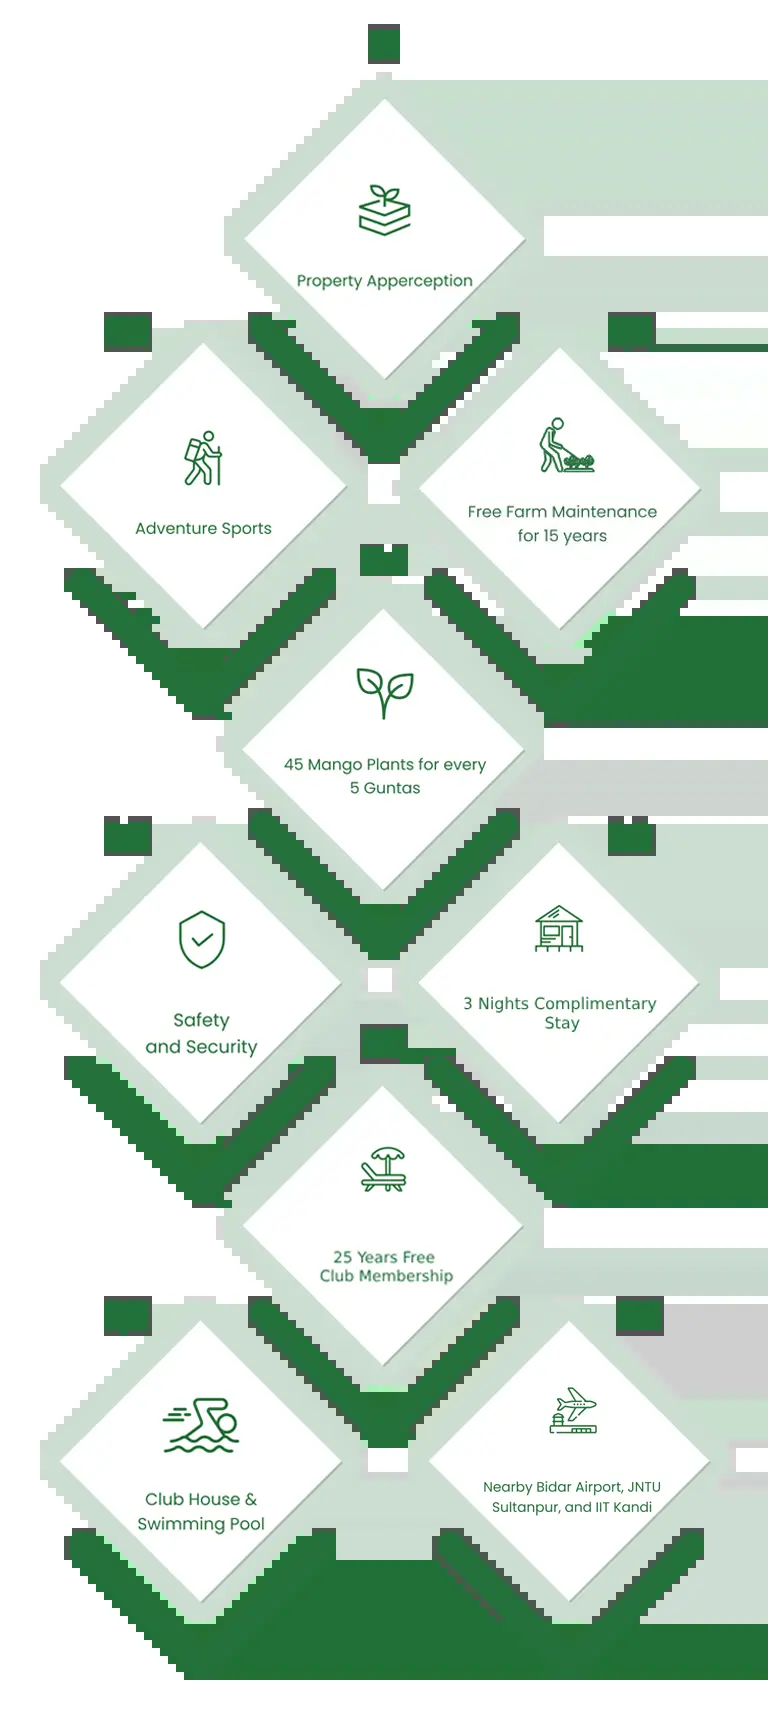 Property Apperception
Adventure Sports
Free Farm Maintenance
for 15 years
45 Mango Plants for every
5 Guntas
Safety
and Security
3 Nights Complimentary
Stay
25 Years Free
Club Membership
Club House &
Swimming Pool
Nearby Bidar Airport, JNTU
Sultanpur, and IIT Kandi